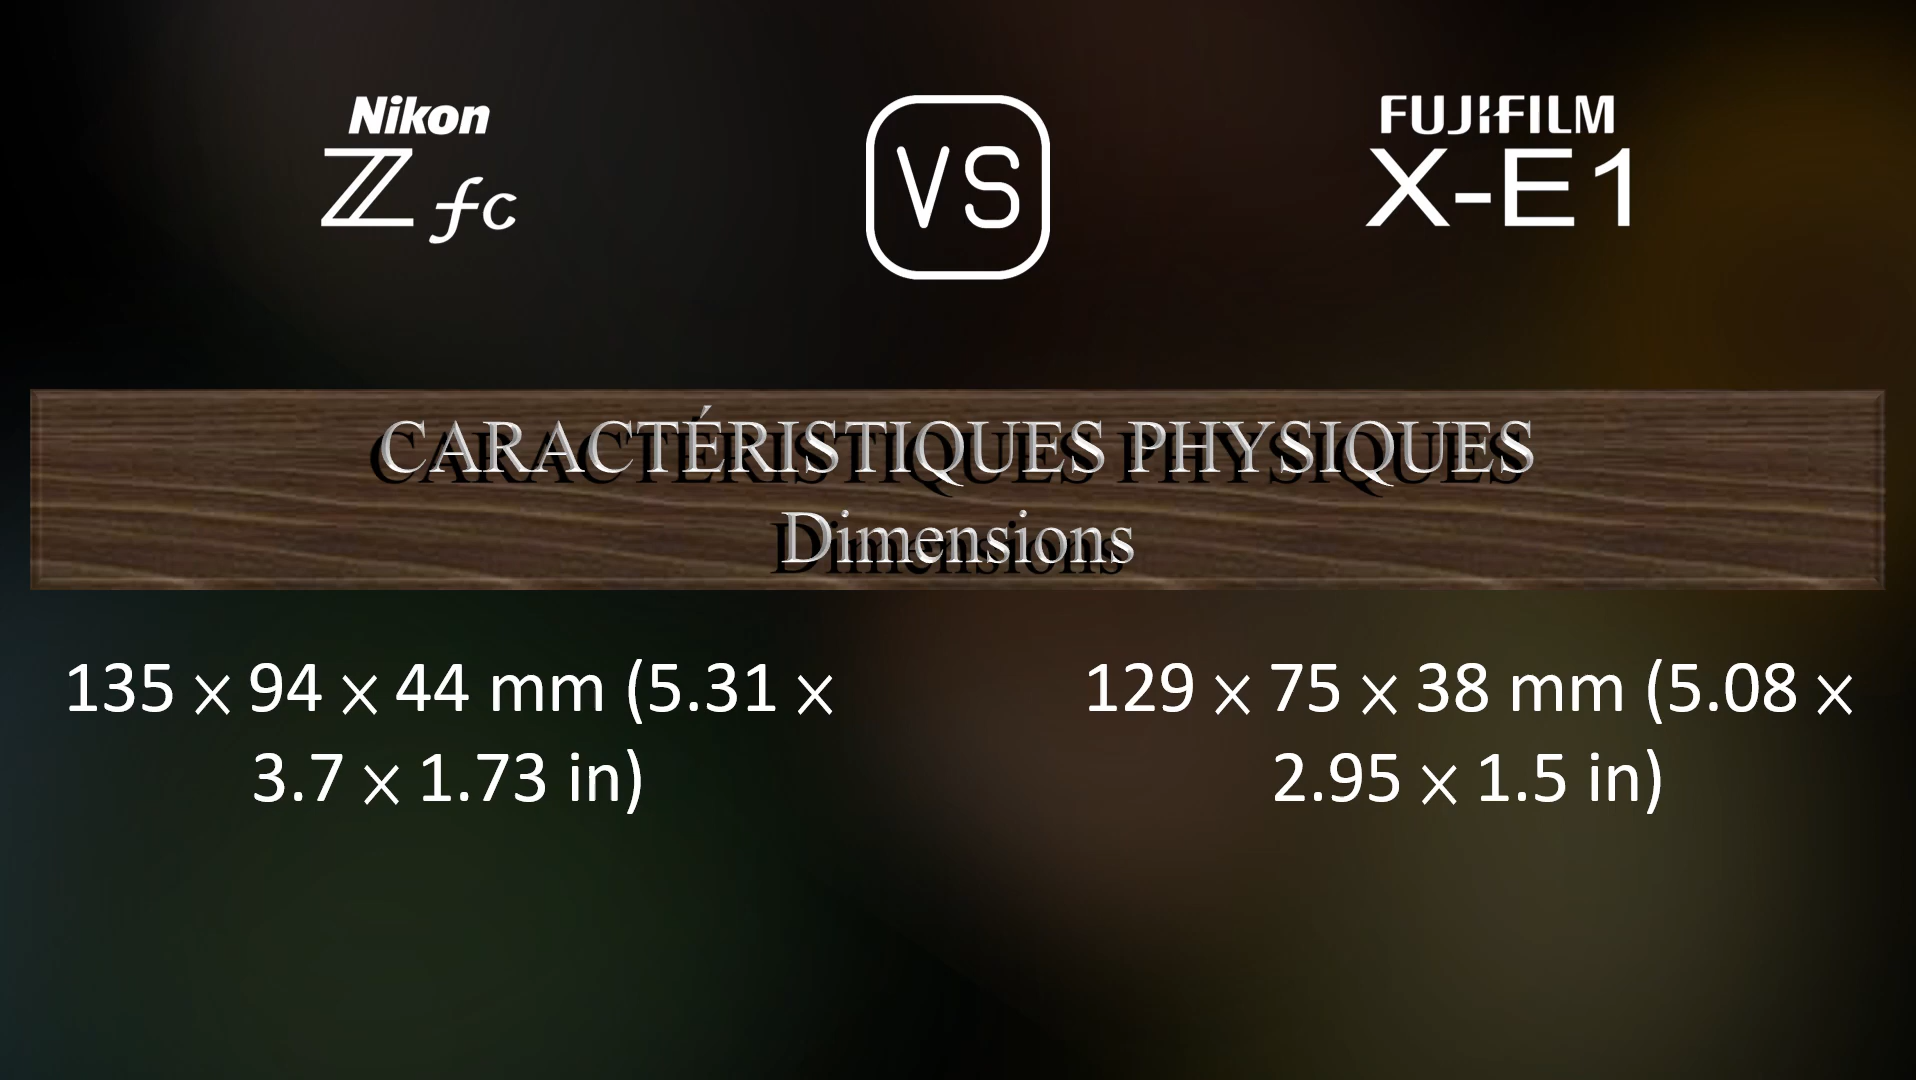 Nikon
Z fc
VS
FUJIFILM
X-E1
CARACTÉRISTIQUES PHYSIQUES
Dimensions
135 x 94 x 44 mm (5.31 x
3.7 x 1.73 in)
129 x 75 x 38 mm (5.08 x
2.95 x 1.5 in)